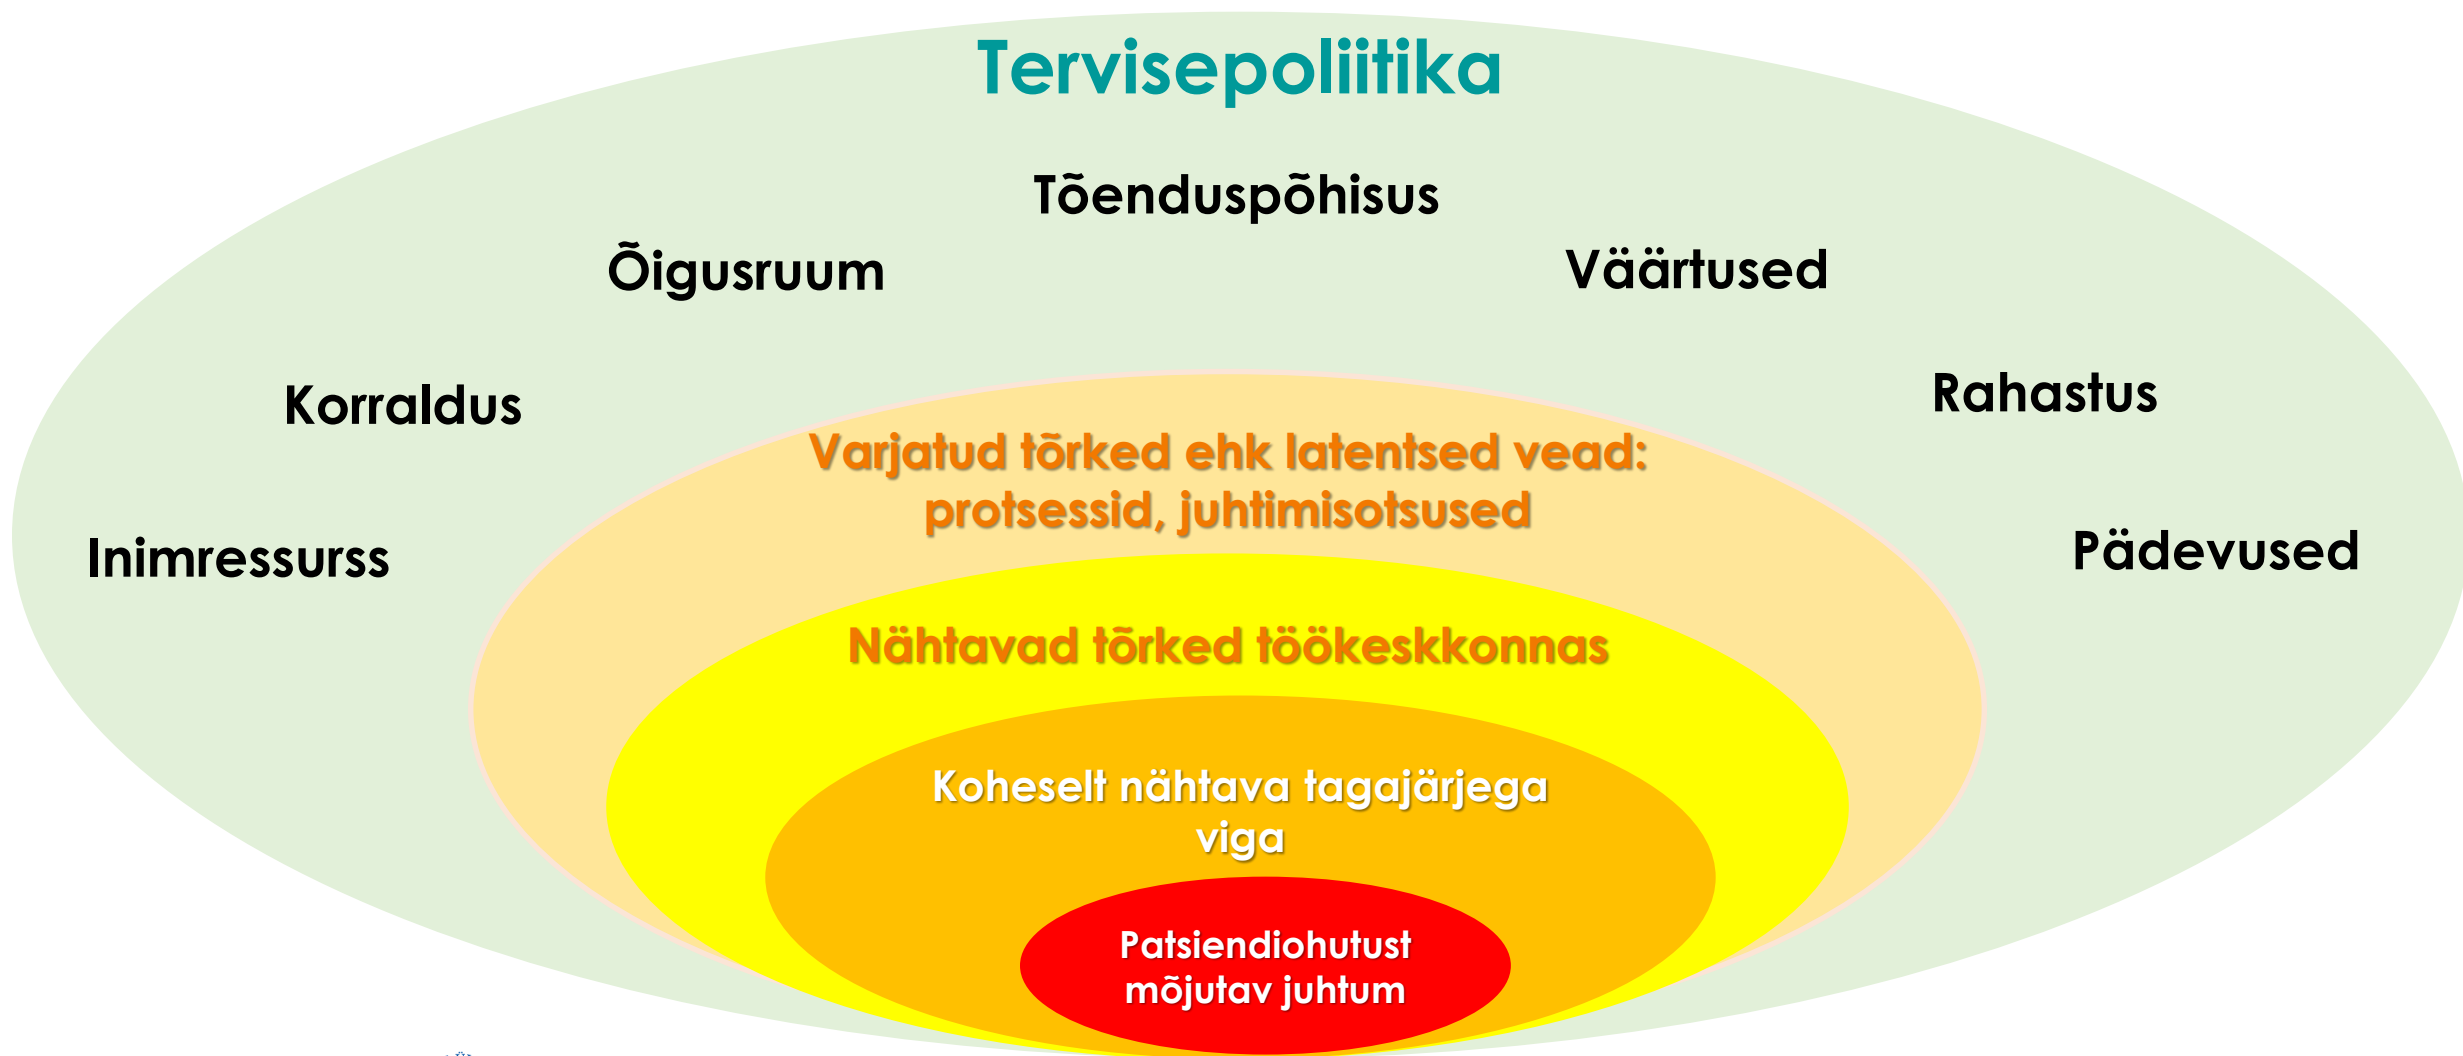 Tervisepoliitika
Tõenduspõhisus
Õigusruum
Väärtused
Korraldus
Rahastus
Varjatud tõrked ehk latentsed vead:
protsessid, juhtimisotsused
Inimressurss
Pädevused
Nähtavad tõrked töökeskkonnas
Koheselt nähtava tagajärjega
viga
Patsiendiohutust
mõjutav juhtum